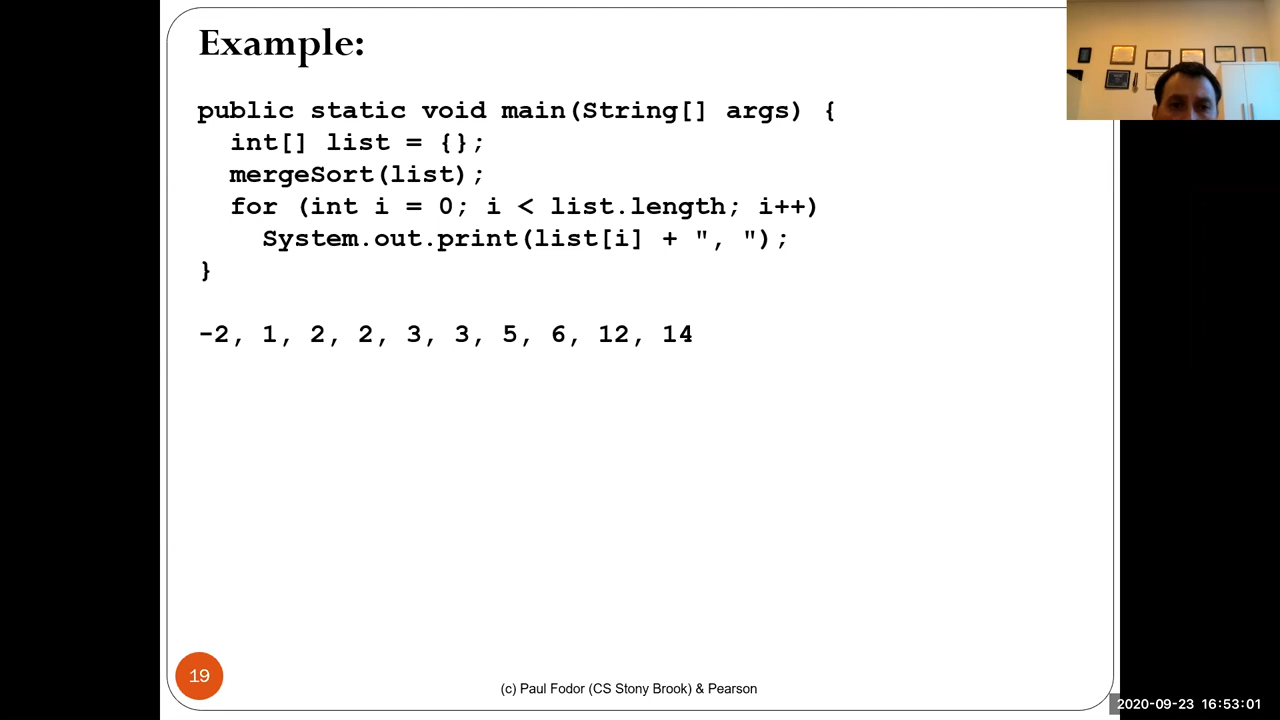 Example:
public static void main(String[] args) {
int[] list = {};
mergeSort(list);
for (int i = 0; i < list.length; i++)
System.out.print(list[i] + ", ");
}
-2, 1, 2, 2, 3, 3, 5, 6, 12, 14
19
(c) Paul Fodor (CS Stony Brook) & Pearson
2020-09-23 16:53:01